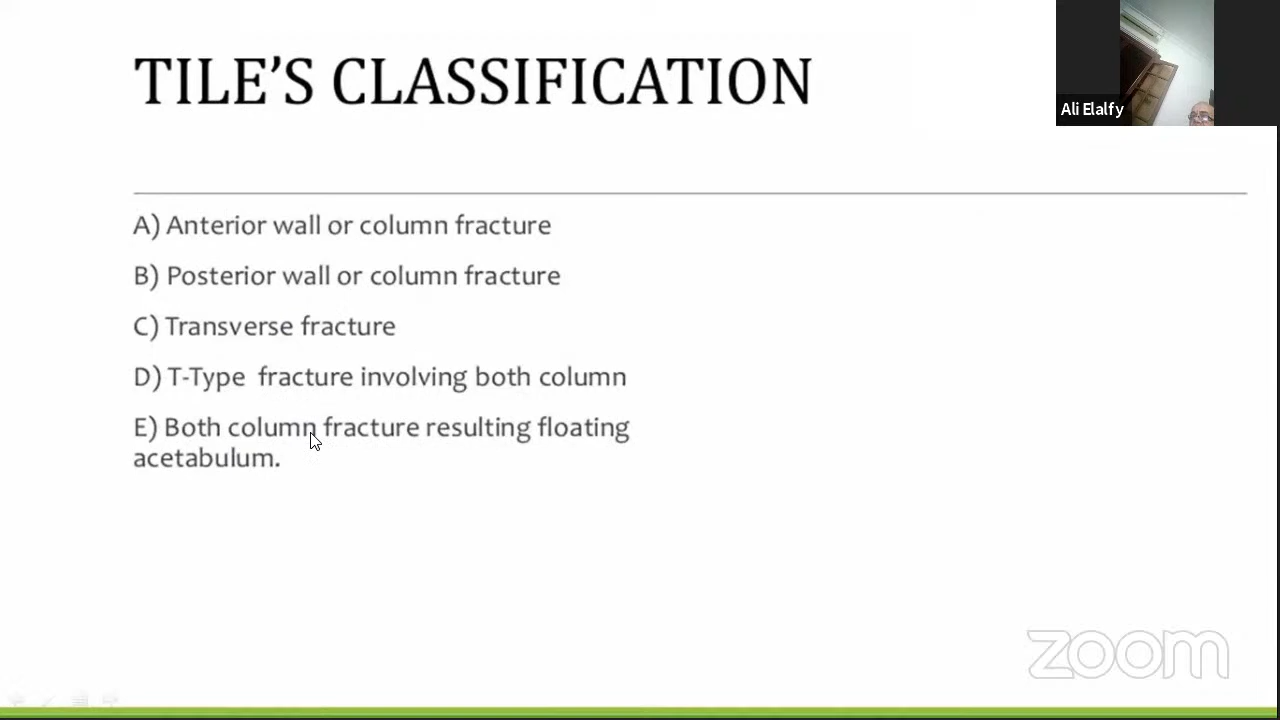 TILE’S CLASSIFICATION
Ali Elalfy
A) Anterior wall or column fracture
B) Posterior wall or column fracture
C) Transverse fracture
D) T-Type fracture involving both column
E) Both column fracture resulting floating
acetabulum.
zoom